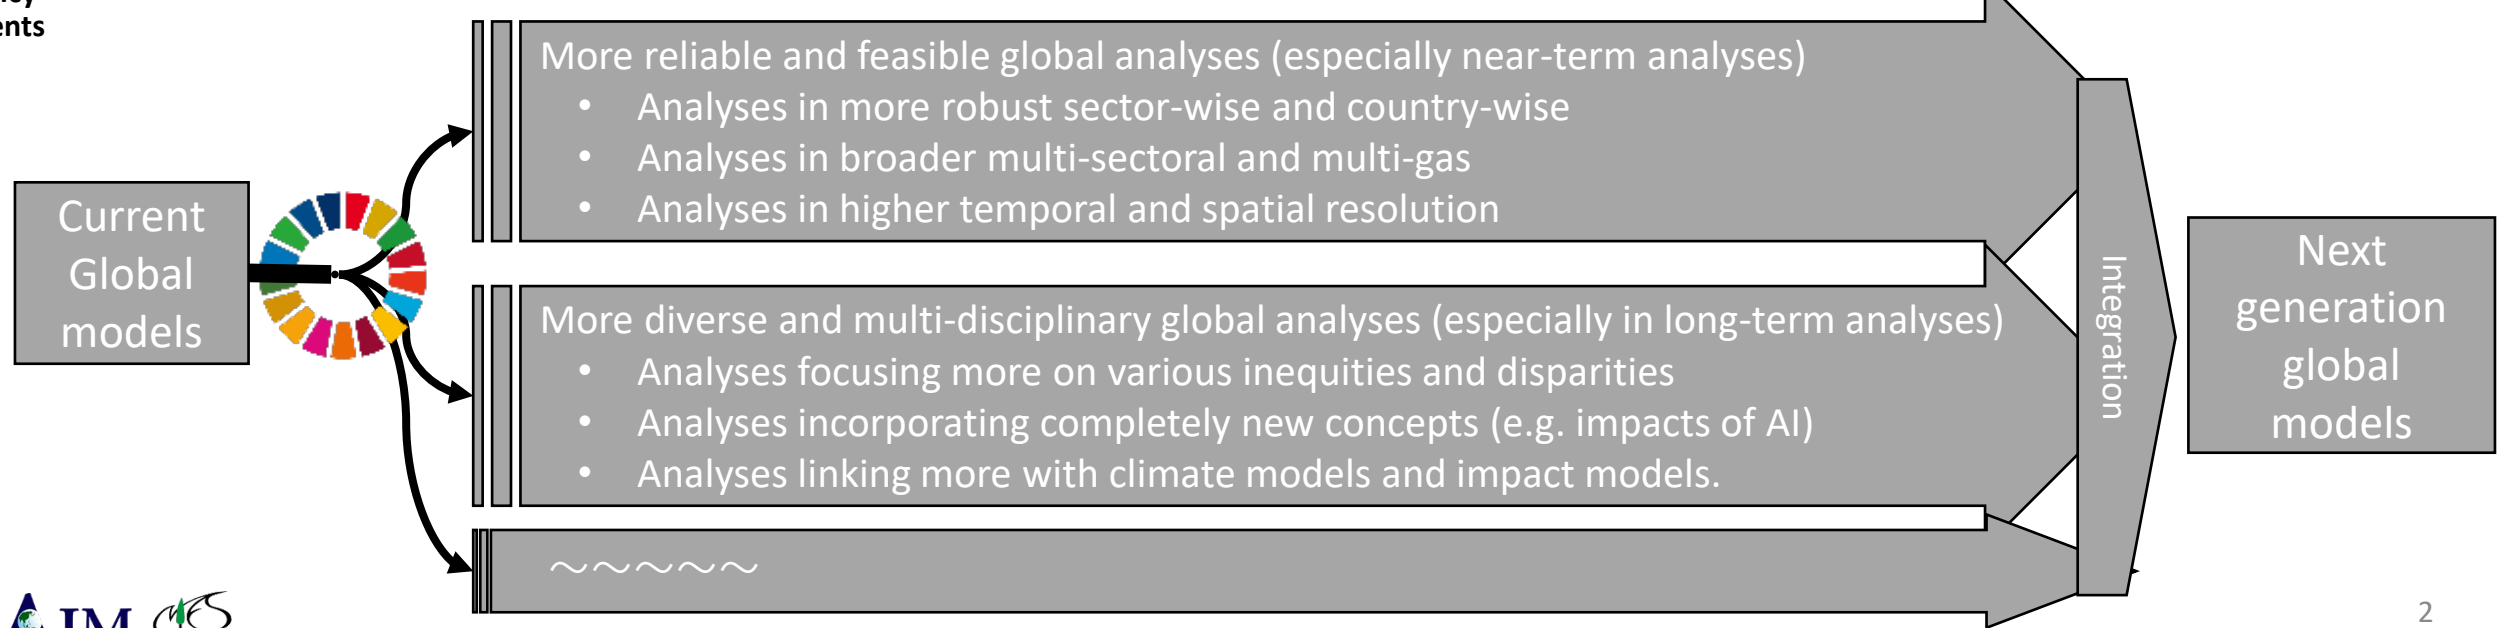 ents
More reliable and feasible global analyses (especially near-term analyses)
• Analyses in more robust sector-wise and country-wise
• Analyses in broader multi-sectoral and multi-gas
• Analyses in higher temporal and spatial resolution
Current
Global
models
More diverse and multi-disciplinary global analyses (especially in long-term analyses)
• Analyses focusing more on various inequities and disparities
• Analyses incorporating completely new concepts (e.g. impacts of AI)
• Analyses linking more with climate models and impact models.
~~~~~
Integration
Next
generation
global
models
AIM
2